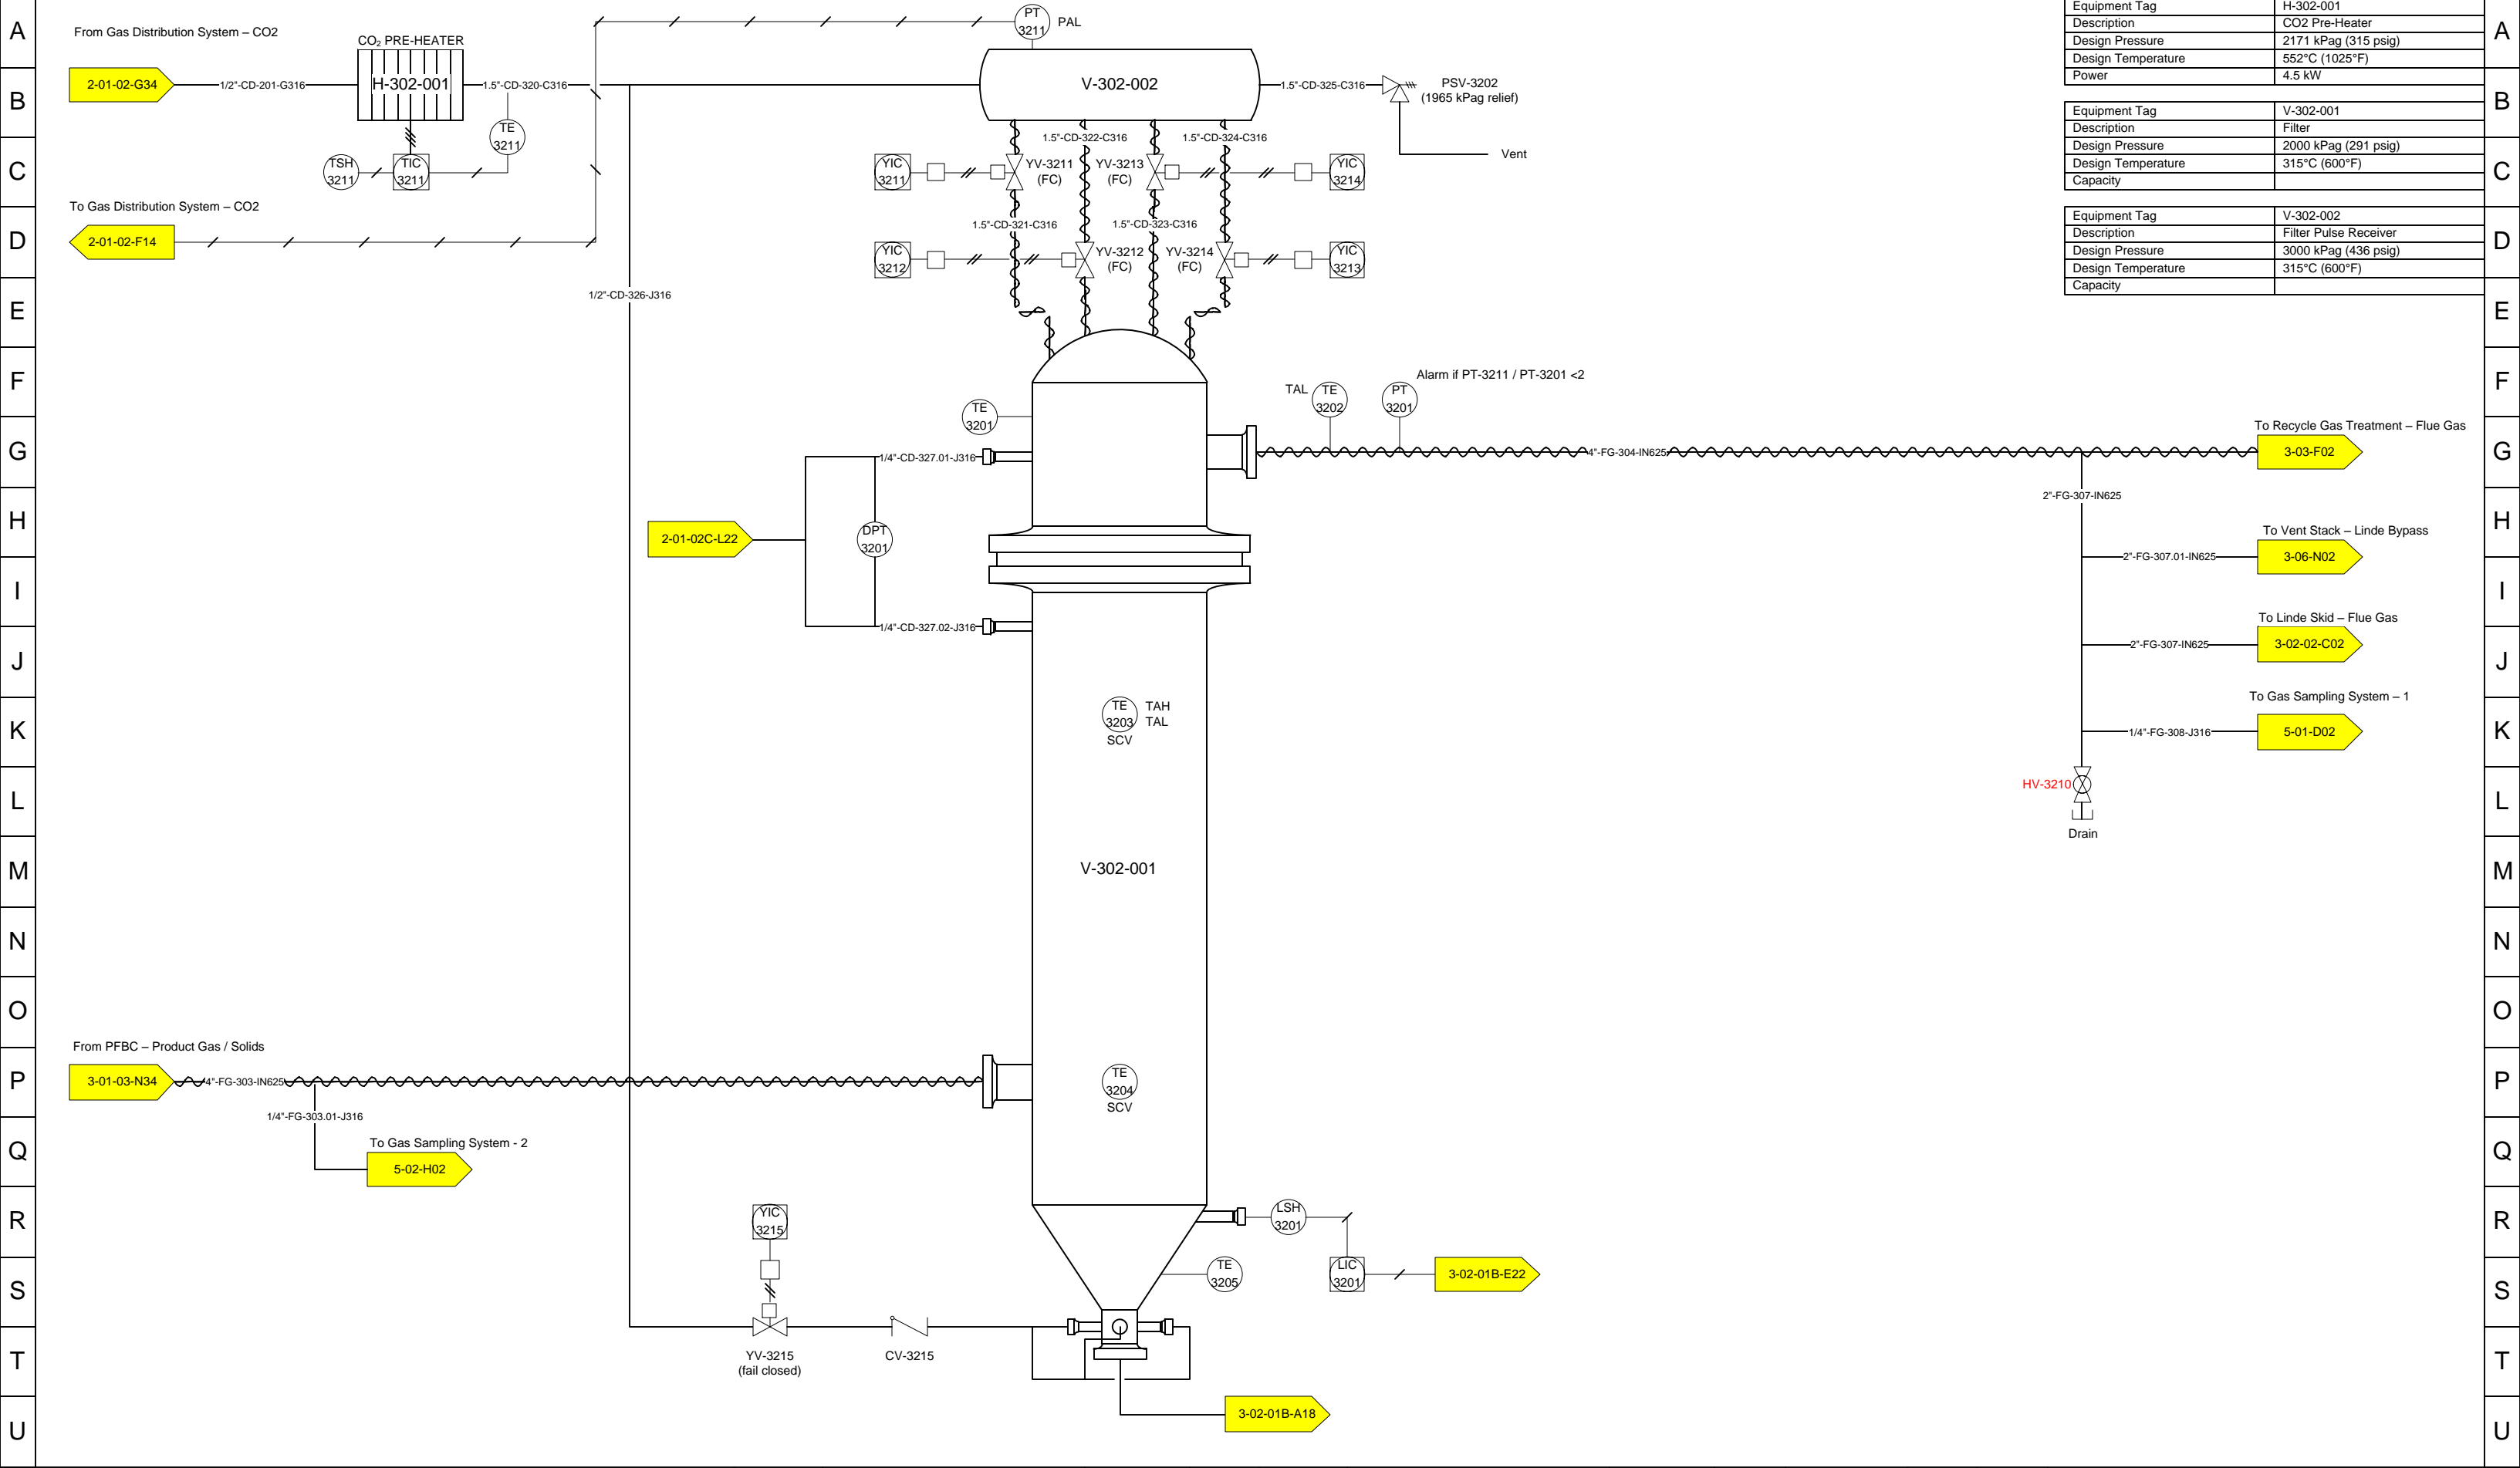 A
B
C
D
E
F
G
H
I
J
K
L
M
N
O
P
Q
R
S
T
U
From Gas Distribution System – CO2
2-01-02-G34
1/2"-CD-201-G316
CO₂ PRE-HEATER
H-302-001
1.5"-CD-320-C316
TE
3211
TSH
3211
TIC
3211
To Gas Distribution System – CO2
2-01-02-F14
PT
3211
PAL
V-302-002
1.5"-CD-325-C316
PSV-3202
(1965 kPag relief)
Vent
1.5"-CD-322-C316
1.5"-CD-324-C316
YIC
3211
YV-3211
(FC)
YV-3213
(FC)
YIC
3214
1.5"-CD-321-C316
1.5"-CD-323-C316
YIC
3212
YV-3212
(FC)
YV-3214
(FC)
YIC
3213
1/2"-CD-326-J316
Equipment Tag H-302-001
Description CO2 Pre-Heater
Design Pressure 2171 kPag (315 psig)
Design Temperature 552°C (1025°F)
Power 4.5 kW
Equipment Tag V-302-001
Description Filter
Design Pressure 2000 kPag (291 psig)
Design Temperature 315°C (600°F)
Capacity
Equipment Tag V-302-002
Description Filter Pulse Receiver
Design Pressure 3000 kPag (436 psig)
Design Temperature 315°C (600°F)
Capacity
TE
3201
TAL
TE
3202
PT
3201
Alarm if PT-3211 / PT-3201 <2
1/4"-CD-327.01-J316
4"-FG-304-IN625
To Recycle Gas Treatment – Flue Gas
3-03-F02
2"-FG-307-IN625
2-01-02C-L22
DPT
3201
1/4"-CD-327.02-J316
To Vent Stack – Linde Bypass
2"-FG-307.01-IN625
3-06-N02
To Linde Skid – Flue Gas
2"-FG-307-IN625
3-02-02-C02
To Gas Sampling System – 1
1/4"-FG-308-J316
5-01-D02
HV-3210
Drain
TE
3203
SCV
TAH
TAL
V-302-001
From PFBC – Product Gas / Solids
3-01-03-N34
4"-FG-303-IN625
1/4"-FG-303.01-J316
To Gas Sampling System - 2
5-02-H02
TE
3204
SCV
YIC
3215
LSH
3201
TE
3205
LIC
3201
3-02-01B-E22
YV-3215
(fail closed)
CV-3215
3-02-01B-A18
A
B
C
D
E
F
G
H
I
J
K
L
M
N
O
P
Q
R
S
T
U